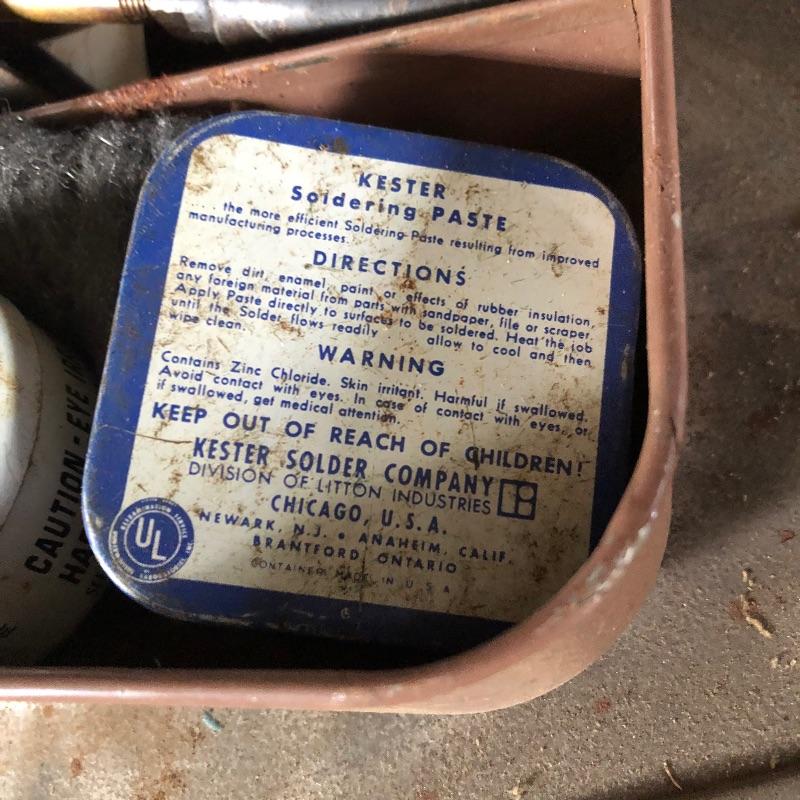 KESTER
Soldering PASTE
. . . . the more efficient Soldering Paste resulting from improved
manufacturing processes.
DIRECTIONS
Remove dirt, enamel, paint or effects of rubber insulation,
any foreign material from parts with sandpaper, file or scraper.
Apply Paste directly to surfaces to be soldered. Heat the job
until the Solder flows readily allow to cool and then
wipe clean.
WARNING
Contains Zinc Chloride. Skin irritant. Harmful if swallowed.
Avoid contact with eyes. In case of contact with eyes, or
if swallowed, get medical attention.
KEEP OUT OF REACH OF CHILDREN!
KESTER SOLDER COMPANY
DIVISION OF LITTON INDUSTRIES
CHICAGO, U.S.A.
NEWARK, N.J. • ANAHEIM, CALIF.
BRANTFORD, ONTARIO
CONTAINER MADE IN U S A
UL
CAUTION - EYE